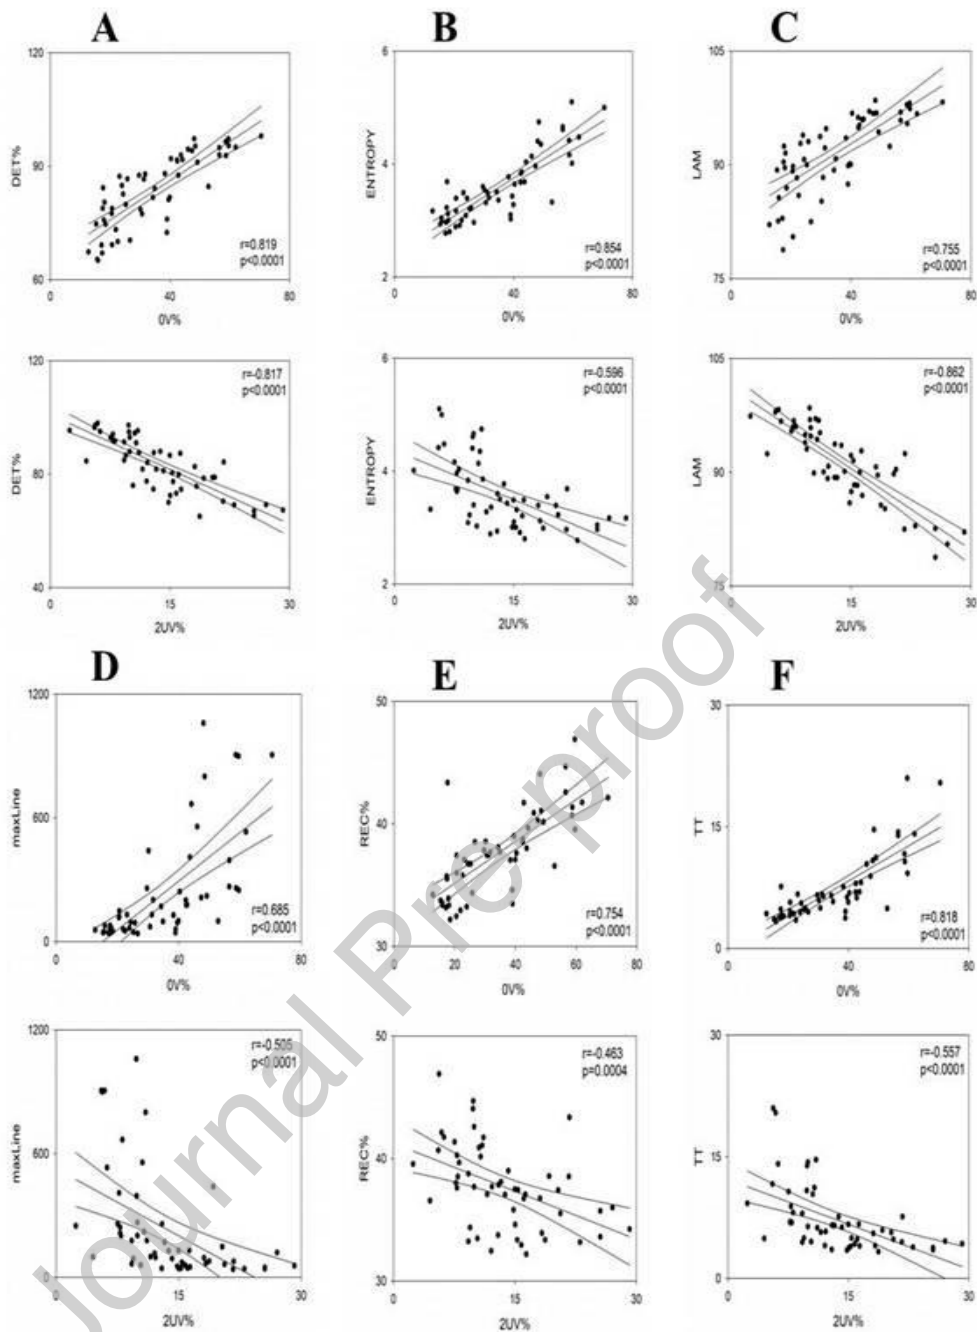 A
B
C
120
90
60
DET%
0 40 80
0V%
r=0.819
p<0.0001
6
4
2
ENTROPY
0 40 80
0V%
r=0.854
p<0.0001
105
90
75
LAM
0 40 80
0V%
r=0.755
p<0.0001
120
80
40
DET%
0 15 30
2UV%
r=-0.817
p<0.0001
6
4
2
ENTROPY
0 15 30
2UV%
r=-0.596
p<0.0001
105
90
75
LAM
0 15 30
2UV%
r=-0.862
p<0.0001
D
E
F
1200
600
0
maxLine
0 40 80
0V%
r=0.685
p<0.0001
50
40
30
REC%
0 20 40 60 80
0V%
r=0.754
p<0.0001
30
15
0
TT
0 40 80
0V%
r=0.818
p<0.0001
1200
600
0
maxLine
0 15 30
2UV%
r=-0.505
p<0.0001
50
40
30
REC%
0 15 30
2UV%
r=-0.463
p=0.0004
30
15
0
TT
0 15 30
2UV%
r=-0.557
p<0.0001
Journal Pre-proof